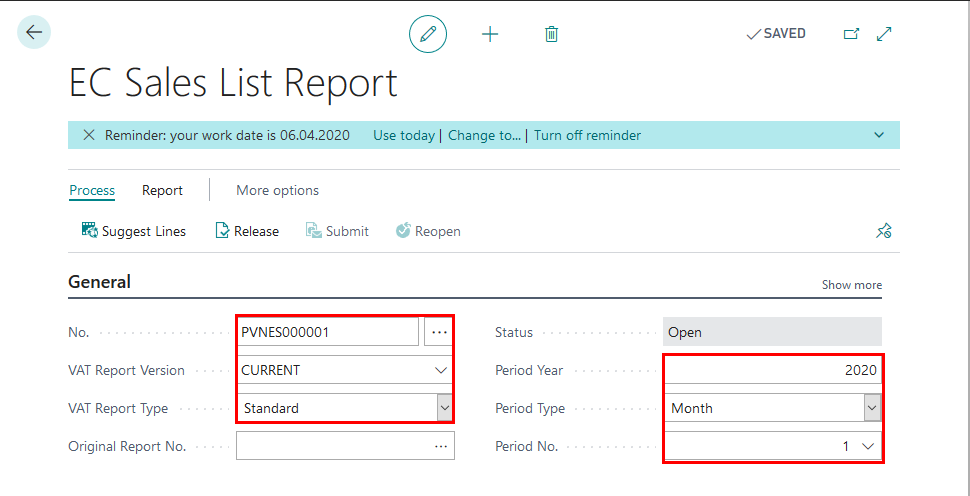 SAVED
EC Sales List Report
Reminder: your work date is 06.04.2020 Use today | Change to... | Turn off reminder
Process Report More options
Suggest Lines Release Submit Reopen
General Show more
No. PVNES000001 ... Status Open
VAT Report Version CURRENT Period Year 2020
VAT Report Type Standard Period Type Month
Original Report No. ... Period No. 1